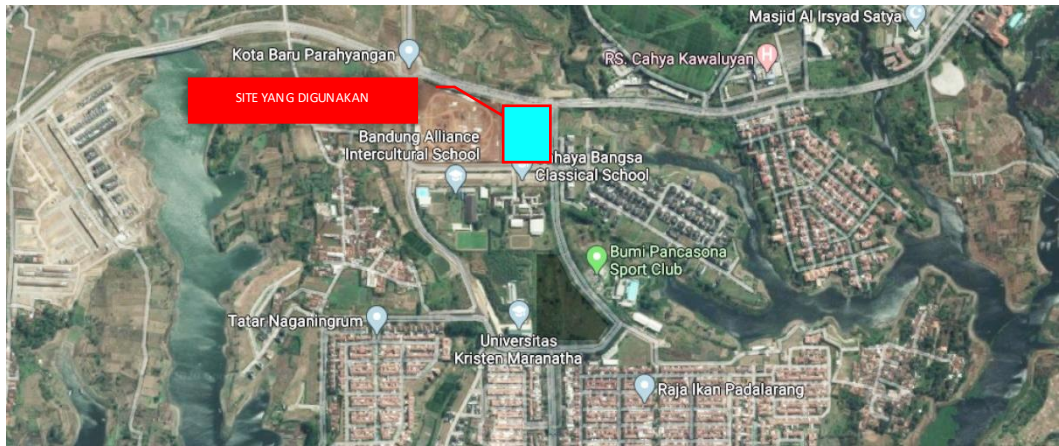 Masjid Al Irsyad Satya
Kota Baru Parahyangan
RS. Cahya Kawaluyan
H
SITE YANG DIGUNAKAN
Bandung Alliance
Intercultural School
haya Bangsa
Classical School
Bumi Pancasona
Sport Club
Tatar Naganingrum
Universitas
Kristen Maranatha
Raja Ikan Padalarang